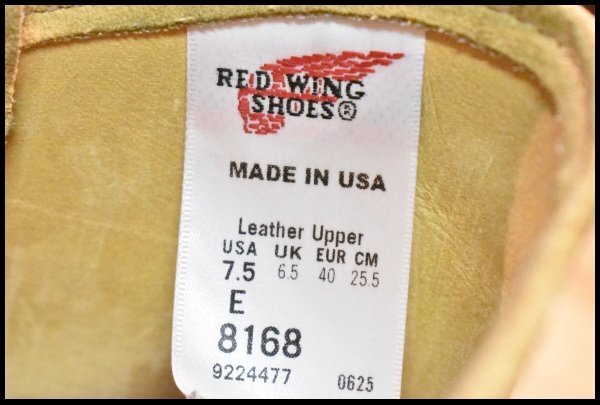 RED WING
SHOES®
MADE IN USA
Leather Upper
USA UK EUR CM
7.5 6.5 40 25.5
E
8168
9224477 0625